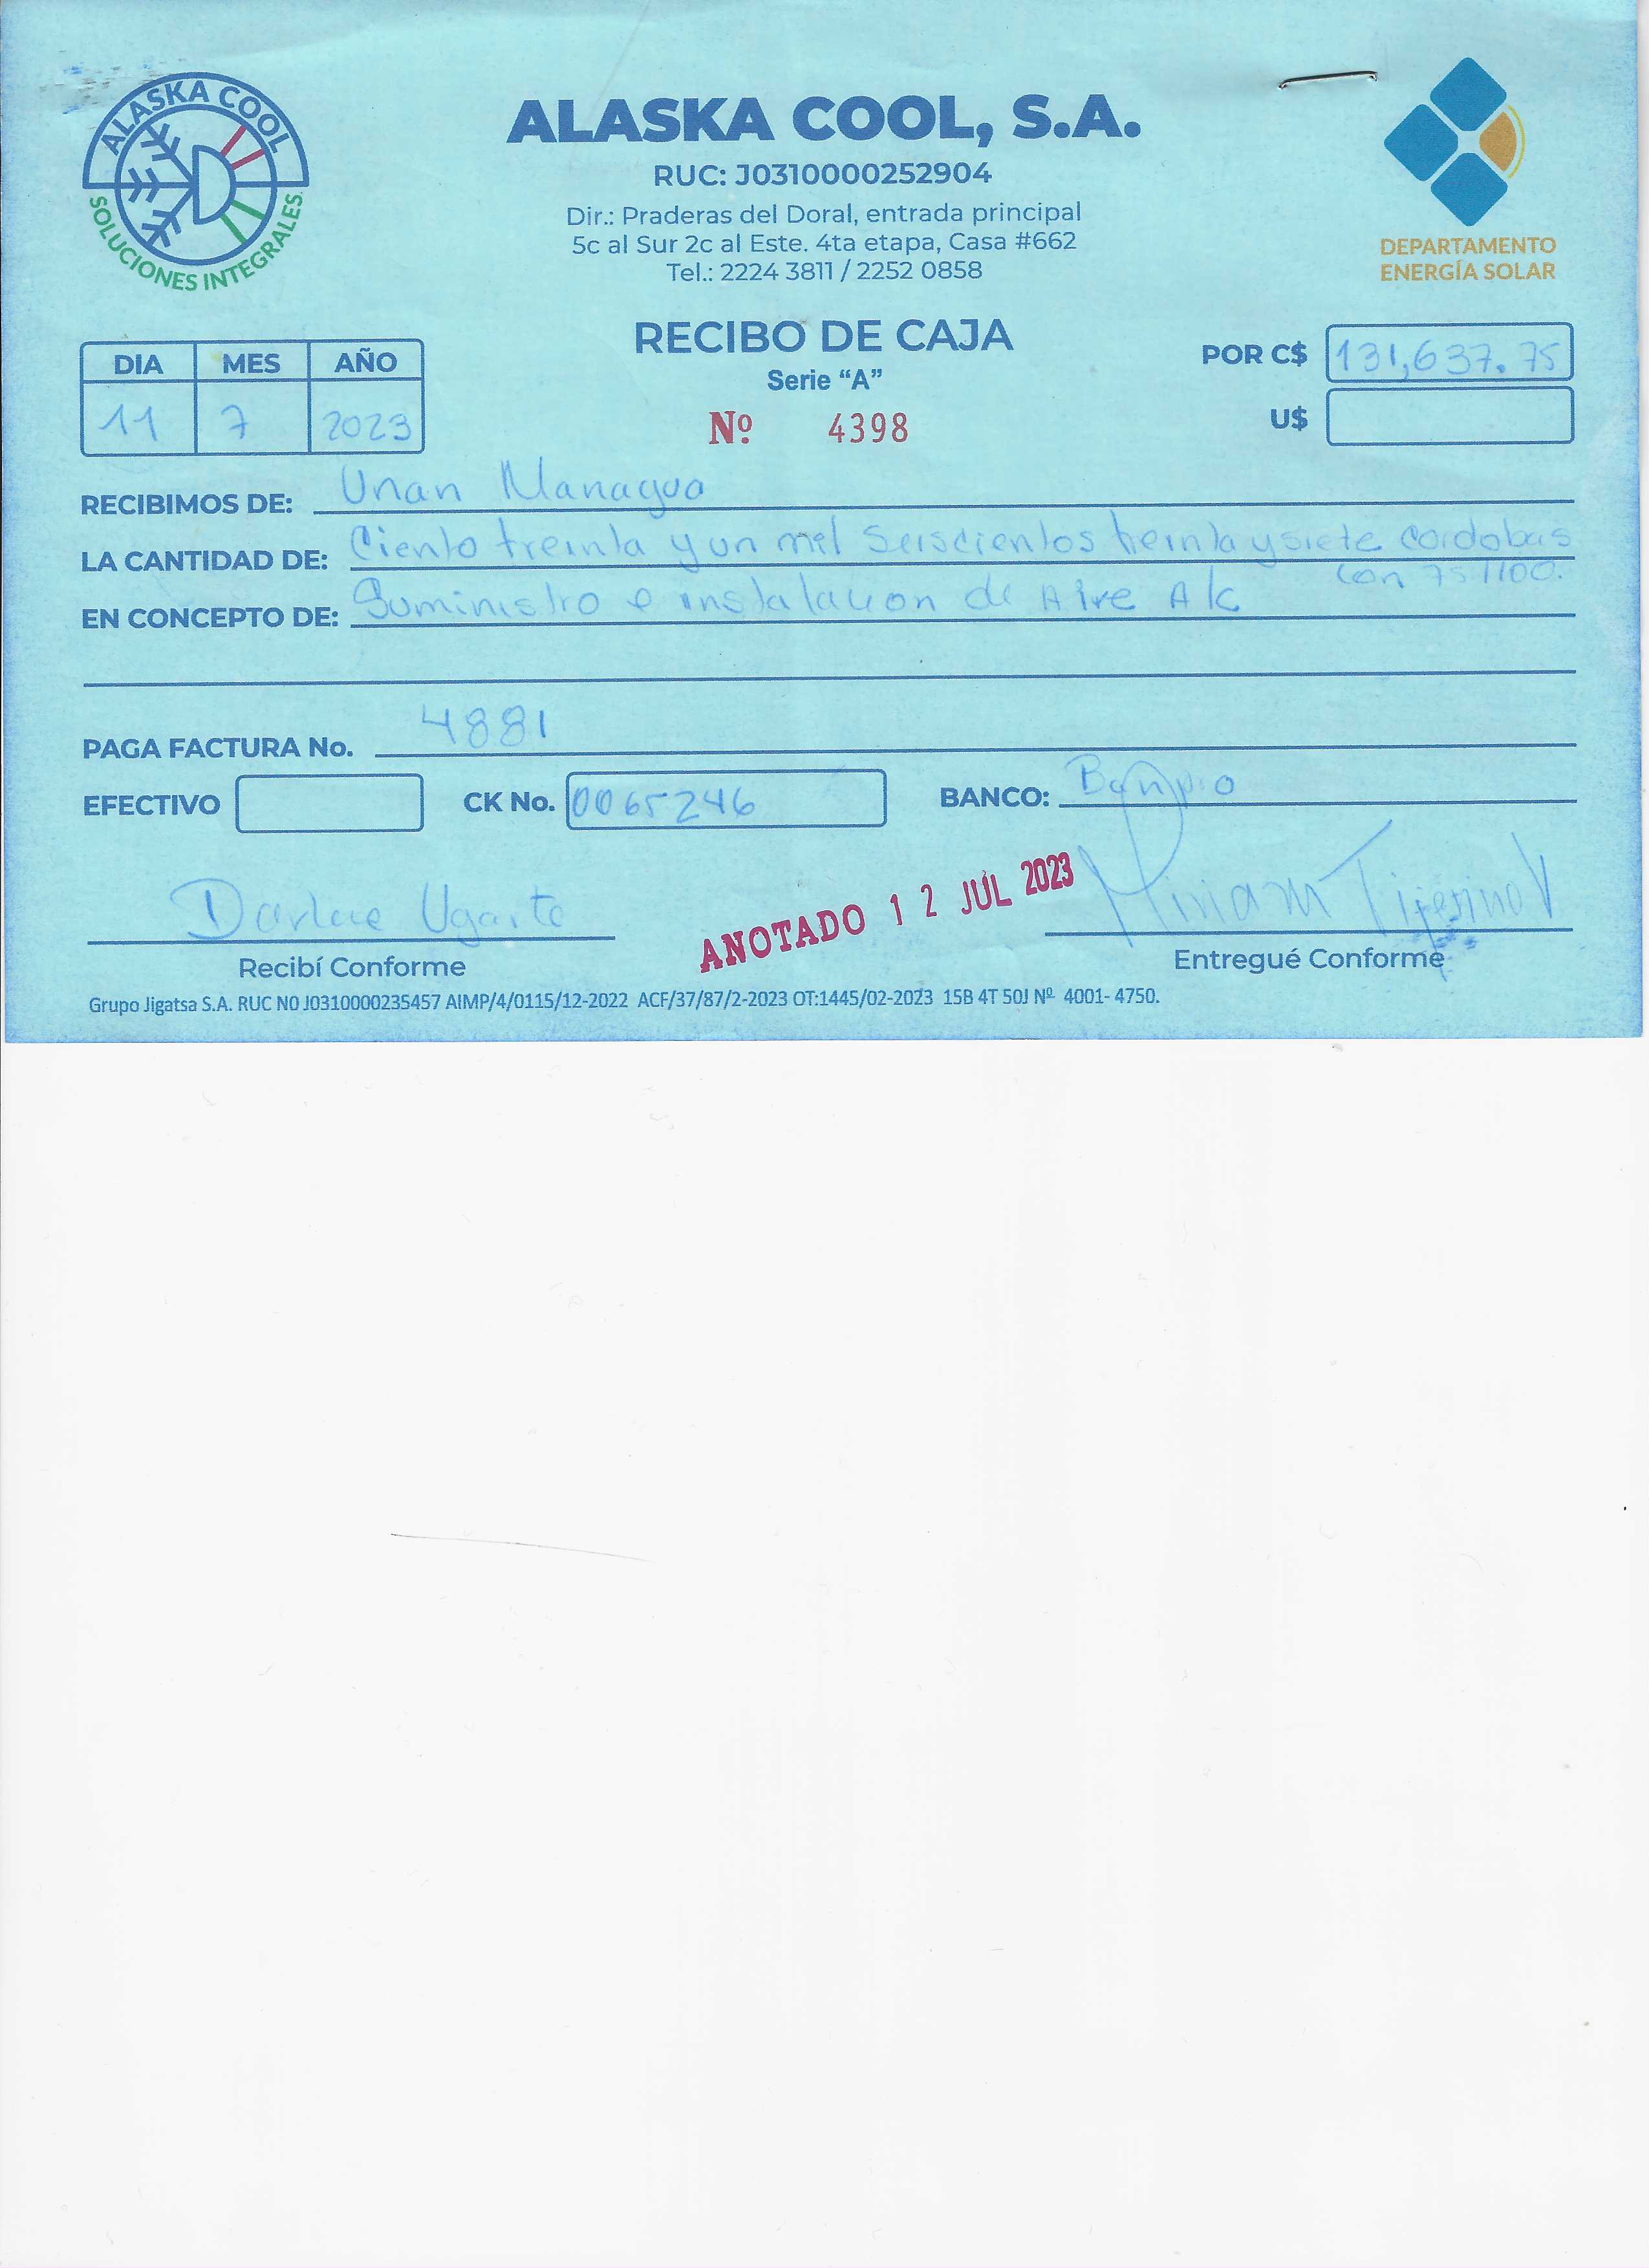 ALASKA COOL
SOLUCIONES INTEGRALES.
ALASKA COOL, S.A.
RUC: J0310000252904
Dir.: Praderas del Doral, entrada principal
5c al Sur 2c al Este. 4ta etapa, Casa #662
Tel.: 2224 3811 / 2252 0858
DEPARTAMENTO
ENERGÍA SOLAR
DIA MES AÑO
11 7 2023
RECIBO DE CAJA
Serie “A”
Nº 4398
POR C$ 131,637.75
U$
RECIBIMOS DE: Unan Managua
LA CANTIDAD DE: Ciento treinta y un mil seiscientos treinta y siete cordobas
con 75/100.
EN CONCEPTO DE: Suministro e instalacion de Aire
PAGA FACTURA No. 4881
EFECTIVO CK No. 0065246 BANCO: Banpro
Ugarte
ANOTADO 12 JUL 2023
Miriam Tijerino V
Recibí Conforme
Entregué Conforme
Grupo Jigatsa S.A. RUC N0 J0310000235457 AIMP/4/0115/12-2022 ACF/37/87/2-2023 OT:1445/02-2023 15B 4T 50J Nº 4001- 4750.